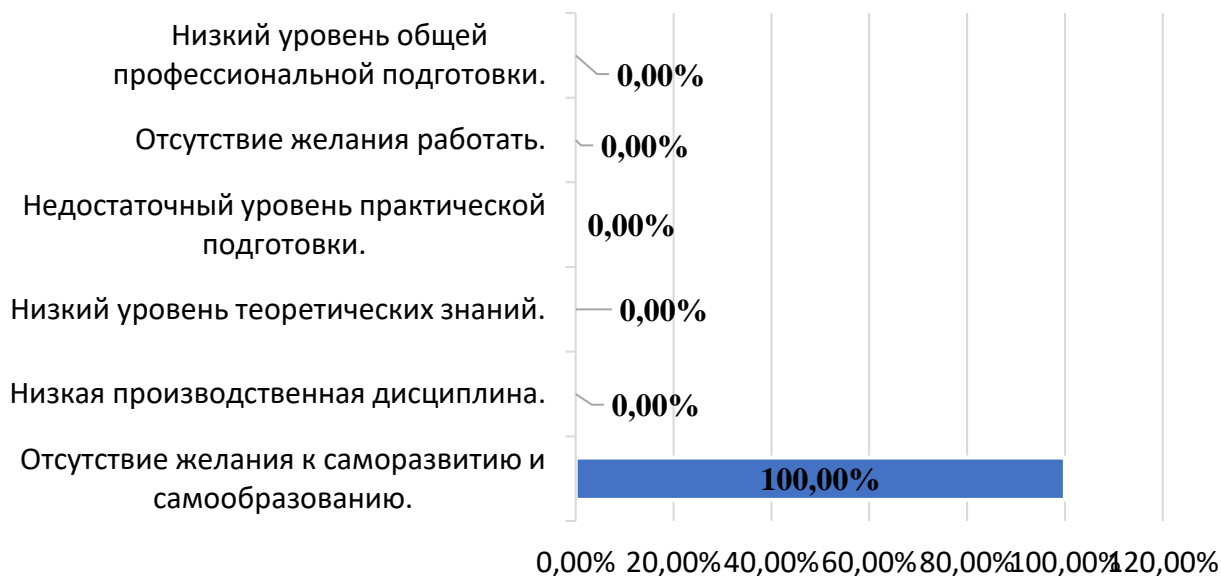 Низкий уровень общей
профессиональной подготовки.
0,00%
Отсутствие желания работать.
0,00%
Недостаточный уровень практической
подготовки.
0,00%
Низкий уровень теоретических знаний.
0,00%
Низкая производственная дисциплина.
0,00%
Отсутствие желания к саморазвитию и
самообразованию.
100,00%
0,00% 20,00% 40,00% 60,00% 80,00% 100,00% 120,00%